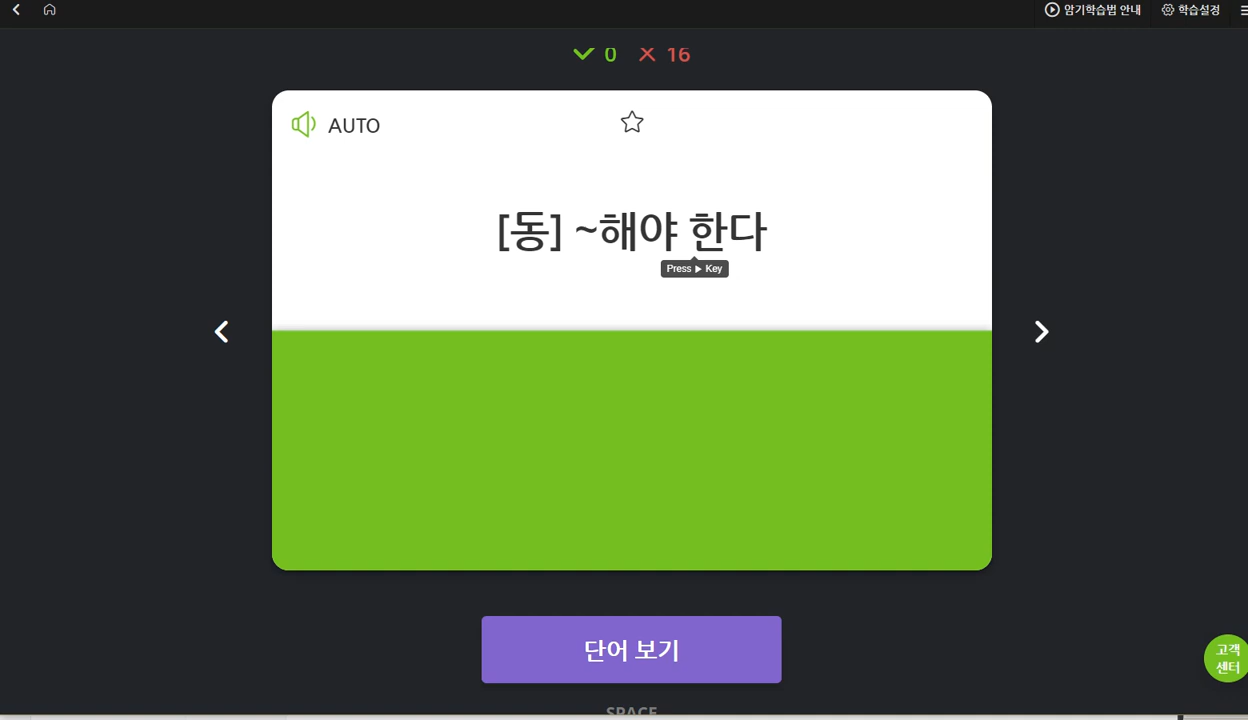 암기학습법 안내 학습설정
0 16
AUTO
[동] ~해야 한다
Press ▶ Key
단어 보기
고객
센터
SPACE